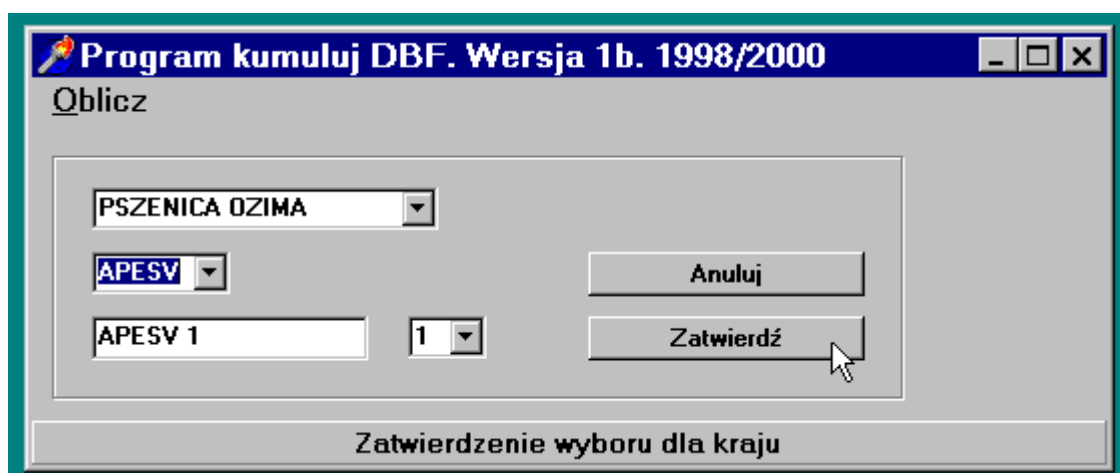 Program kumuluj DBF. Wersja 1b. 1998/2000
Oblicz
PSZENICA OZIMA
APESV
Anuluj
APESV 1 1 Zatwierdź
Zatwierdzenie wyboru dla kraju